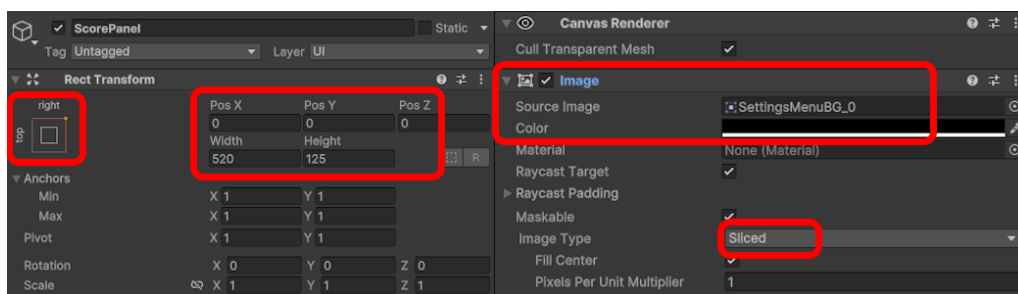 ScorePanel Static
Tag Untagged Layer UI
Rect Transform
right
top
Pos X Pos Y Pos Z
0 0 0
Width Height
520 125
R
Anchors
Min X 1 Y 1
Max X 1 Y 1
Pivot X 1 Y 1
Rotation X 0 Y 0 Z 0
Scale X 1 Y 1 Z 1
Canvas Renderer
Cull Transparent Mesh
Image
Source Image SettingsMenuBG_0
Color
Material None (Material)
Raycast Target
Raycast Padding
Maskable
Image Type Sliced
Fill Center
Pixels Per Unit Multiplier 1